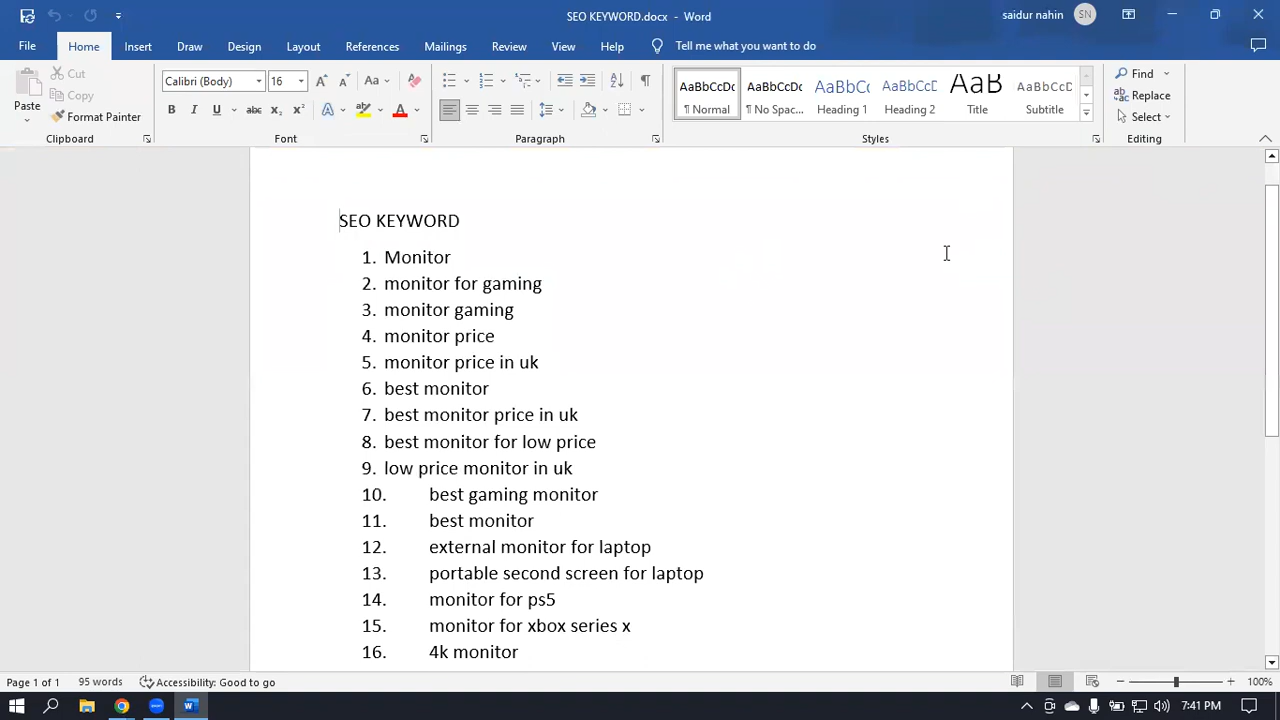 SEO KEYWORD.docx - Word
saidur nahin SN
File Home Insert Draw Design Layout References Mailings Review View Help Tell me what you want to do
Cut
Copy
Format Painter
Paste
Clipboard
Calibri (Body) 16
Font
Paragraph
AaBbCcDc AaBbCcDc AaBbCc AaBbCcD AaB AaBbCcD
¶ Normal ¶ No Spac... Heading 1 Heading 2 Title Subtitle
Styles
Find
Replace
Select
Editing
SEO KEYWORD
1. Monitor
2. monitor for gaming
3. monitor gaming
4. monitor price
5. monitor price in uk
6. best monitor
7. best monitor price in uk
8. best monitor for low price
9. low price monitor in uk
10. best gaming monitor
11. best monitor
12. external monitor for laptop
13. portable second screen for laptop
14. monitor for ps5
15. monitor for xbox series x
16. 4k monitor
Page 1 of 1 95 words Accessibility: Good to go 100%
7:41 PM